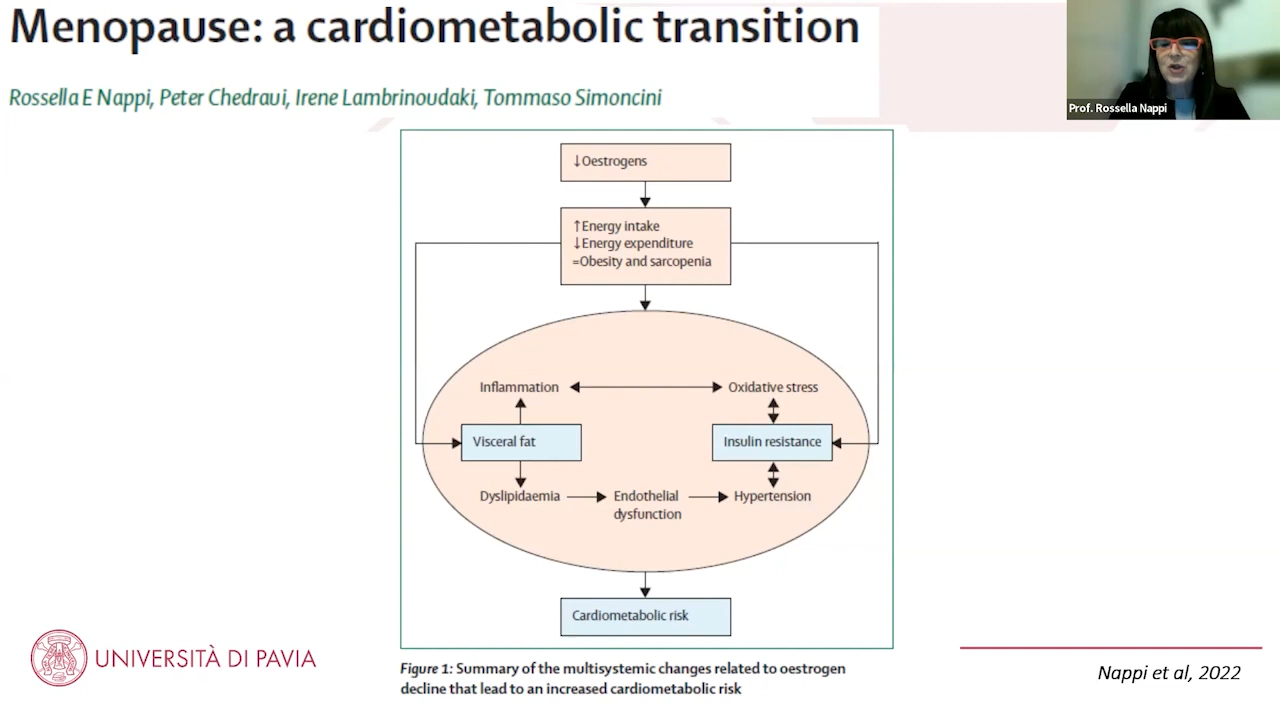 Menopause: a cardiometabolic transition
Rossella E Nappi, Peter Chedraui, Irene Lambrinoudaki, Tommaso Simoncini
Prof. Rossella Nappi
↓Oestrogens
↑Energy intake
↓Energy expenditure
=Obesity and sarcopenia
Inflammation
Oxidative stress
Visceral fat
Insulin resistance
Dyslipidaemia
Endothelial
dysfunction
Hypertension
Cardiometabolic risk
Figure 1: Summary of the multisystemic changes related to oestrogen
decline that lead to an increased cardiometabolic risk
UNIVERSITÀ DI PAVIA
Nappi et al, 2022